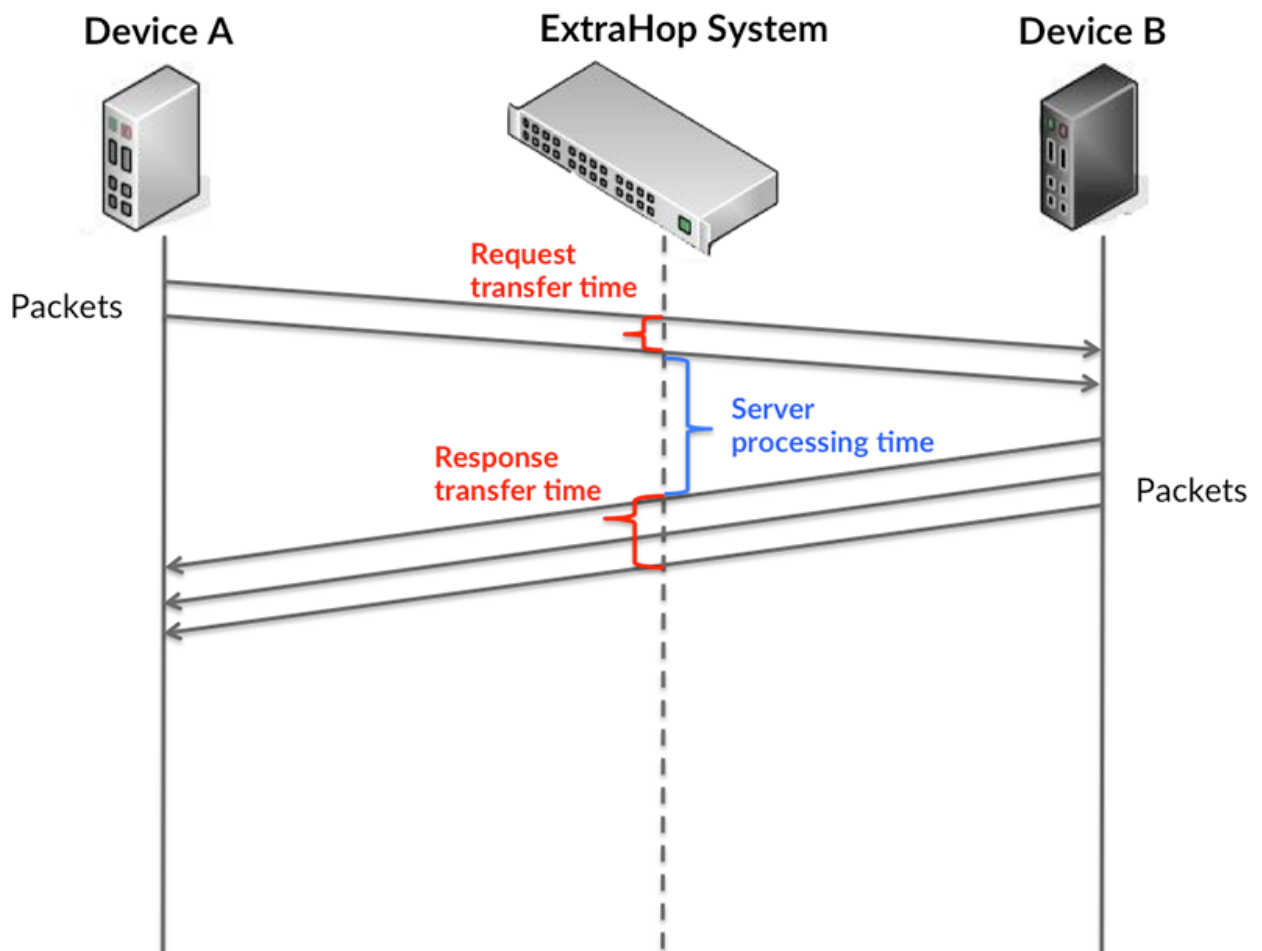 Device A
ExtraHop System
Device B
Request
transfer time
Packets
Server
processing time
Response
transfer time
Packets